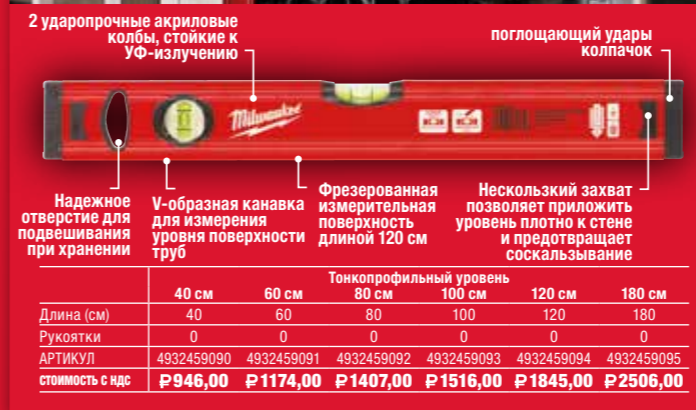 2 ударопрочные акриловые
колбы, стойкие к
УФ-излучению
поглощающий удары
колпачок
Milwaukee
Надежное
отверстие для
подвешивания
при хранении
V-образная канавка
для измерения
уровня поверхности
труб
Фрезерованная
измерительная
поверхность
длиной 120 см
Нескользкий захват
позволяет приложить
уровень плотно к стене
и предотвращает
соскальзывание
Тонкопрофильный уровень
40 см 60 см 80 см 100 см 120 см 180 см
Длина (см) 40 60 80 100 120 180
Рукоятки 0 0 0 0 0 0
АРТИКУЛ 4932459090 4932459091 4932459092 4932459093 4932459094 4932459095
СТОИМОСТЬ С НДС ₽946,00 ₽1174,00 ₽1407,00 ₽1516,00 ₽1845,00 ₽2506,00